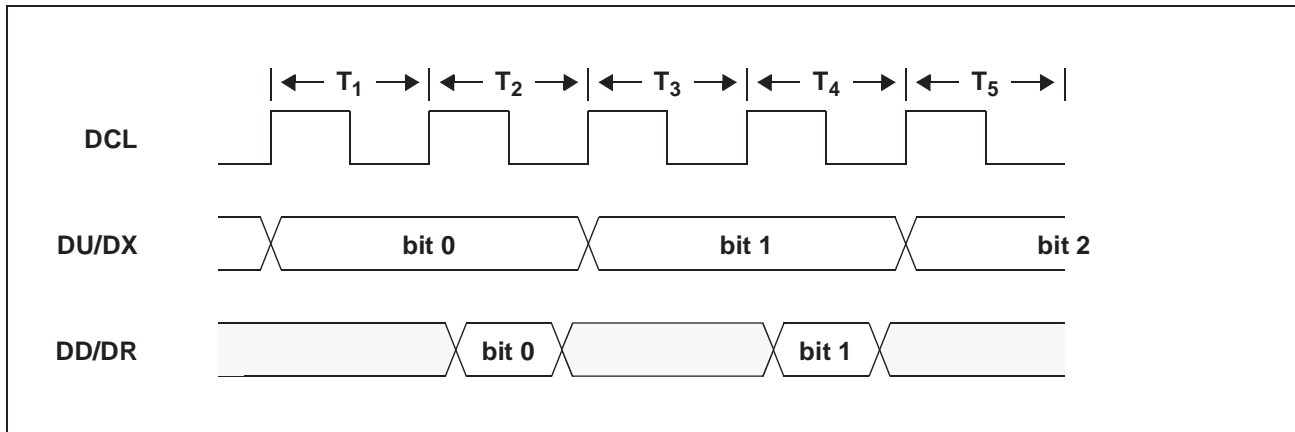 T₁ T₂ T₃ T₄ T₅
DCL
DU/DX bit 0 bit 1 bit 2
DD/DR bit 0 bit 1